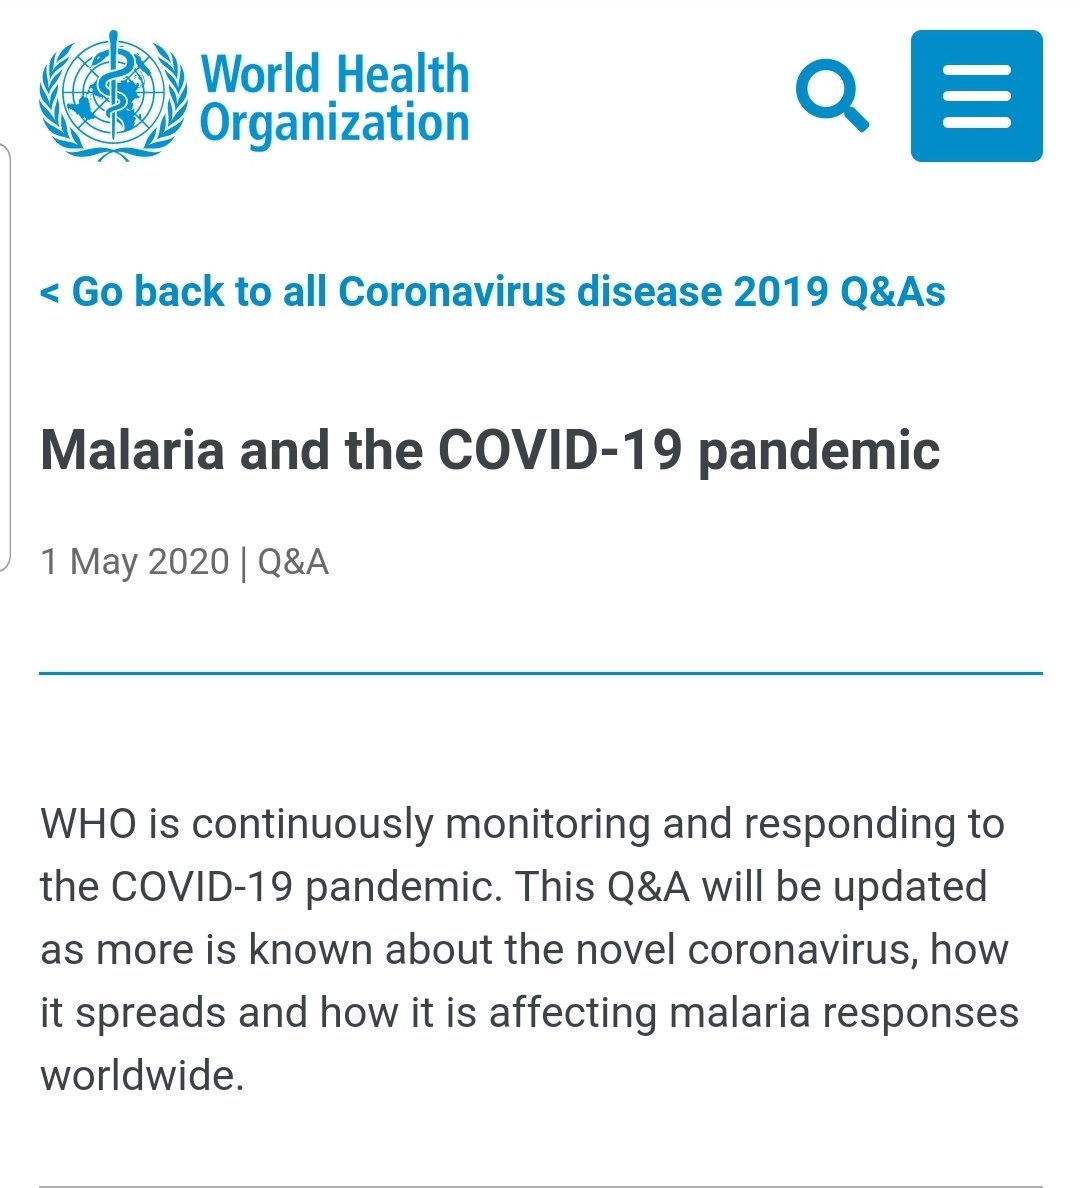 World Health
Organization
< Go back to all Coronavirus disease 2019 Q&As
Malaria and the COVID-19 pandemic
1 May 2020 | Q&A
WHO is continuously monitoring and responding to
the COVID-19 pandemic. This Q&A will be updated
as more is known about the novel coronavirus, how
it spreads and how it is affecting malaria responses
worldwide.